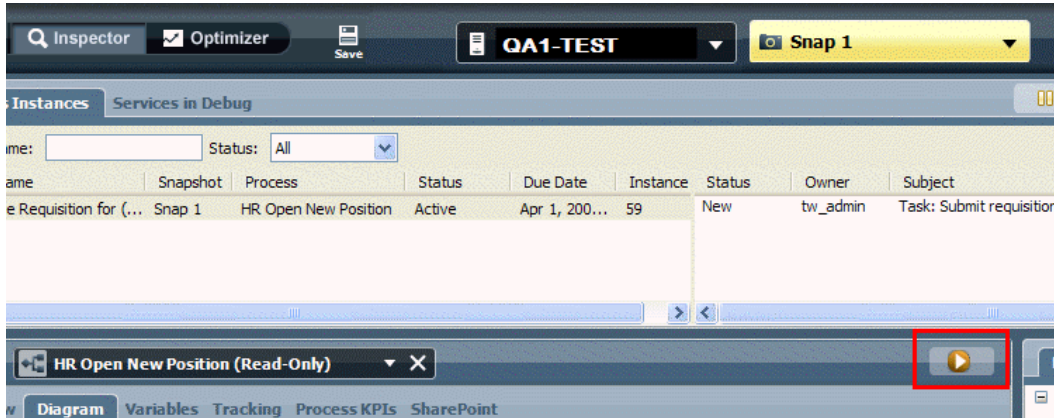 Inspector Optimizer Save QA1-TEST Snap 1
Instances Services in Debug
Status: All
Snapshot Process Status Due Date Instance Status Owner Subject
e Requisition for (... Snap 1 HR Open New Position Active Apr 1, 200... 59 New tw_admin Task: Submit requisition
HR Open New Position (Read-Only)
Diagram Variables Tracking Process KPIs SharePoint